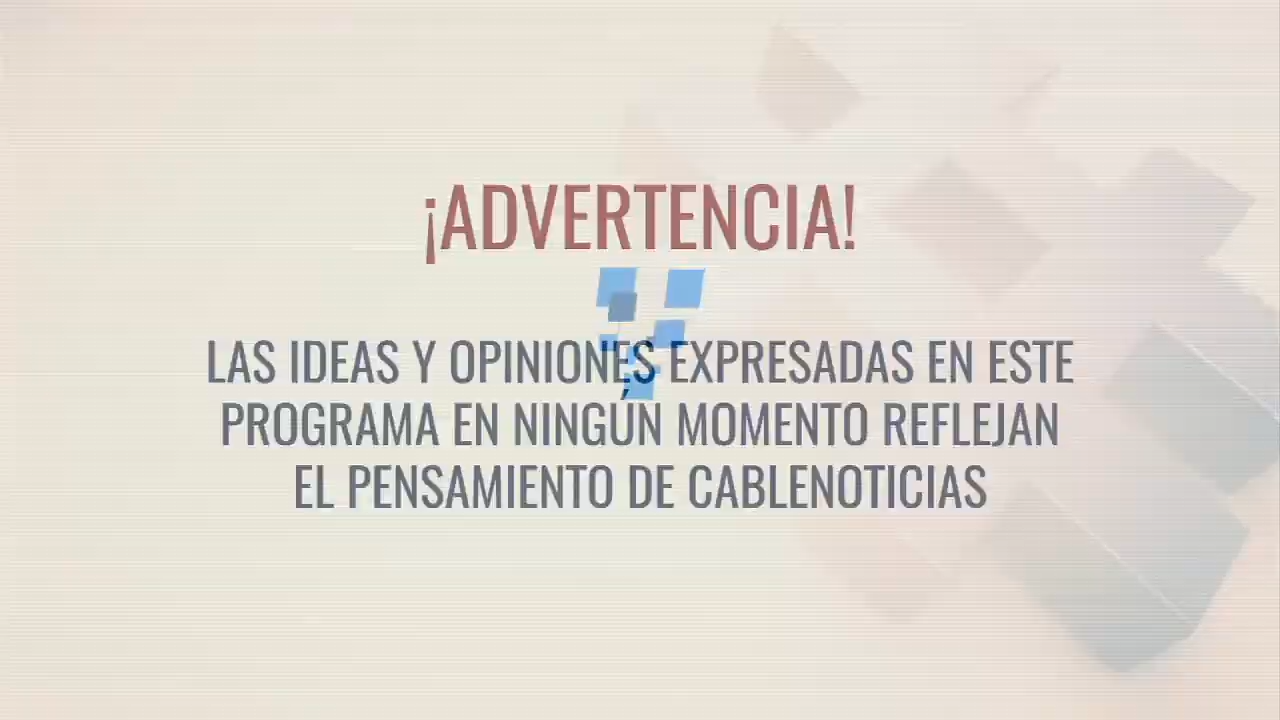 ¡ADVERTENCIA!
LAS IDEAS Y OPINIONES EXPRESADAS EN ESTE
PROGRAMA EN NINGÚN MOMENTO REFLEJAN
EL PENSAMIENTO DE CABLENOTICIAS